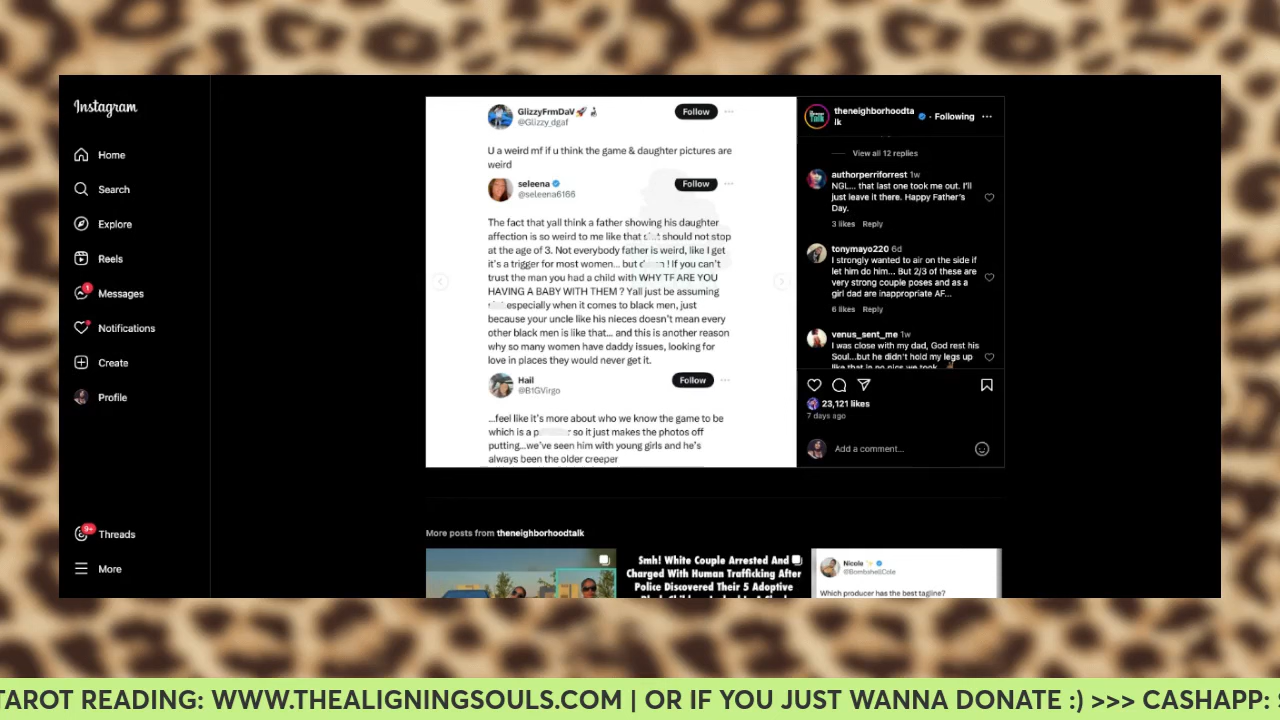 Instagram
Home
Search
Explore
Reels
1
Messages
Notifications
Create
Profile
9+
Threads
More
GlizzyFrmDaV🚀
@Glizzy_dgaf
Follow
U a weird mf if u think the game & daughter pictures are
weird
seleena
@seleena6166
Follow
The fact that yall think a father showing his daughter
affection is so weird to me like that should not stop
at the age of 3. Not everybody father is weird, like I get
it's a trigger for most women... but ! If you can't
trust the man you had a child with WHY TF ARE YOU
HAVING A BABY WITH THEM ? Yall just be assuming
especially when it comes to black men, just
because your uncle like his nieces doesn't mean every
other black men is like that... and this is another reason
why so many women have daddy issues, looking for
love in places they would never get it.
Hail
@B1GVirgo
Follow
...feel like it's more about who we know the game to be
which is a so it just makes the photos off
putting...we've seen him with young girls and he's
always been the older creeper
theneighborhoodta
lk
• Following
View all 12 replies
authorperriforrest 1w
NGL... that last one took me out. I'll
just leave it there. Happy Father's
Day.
3 likes Reply
tonymayo220 6d
I strongly wanted to air on the side if
let him do him... But 2/3 of these are
very strong couple poses and as a
girl dad are inappropriate AF...
6 likes Reply
venus_sent_me 1w
I was close with my dad, God rest his
Soul...but he didn't hold my legs up
like that in no pics we took...
23,121 likes
7 days ago
Add a comment...
More posts from theneighborhoodtalk
Smh! White Couple Arrested And
Charged With Human Trafficking After
Police Discovered Their 5 Adoptive
Nicole
@BombshellCole
Which producer has the best tagline?
TAROT READING: WWW.THEALIGNINGSOULS.COM | OR IF YOU JUST WANNA DONATE :) >>> CASHAPP: